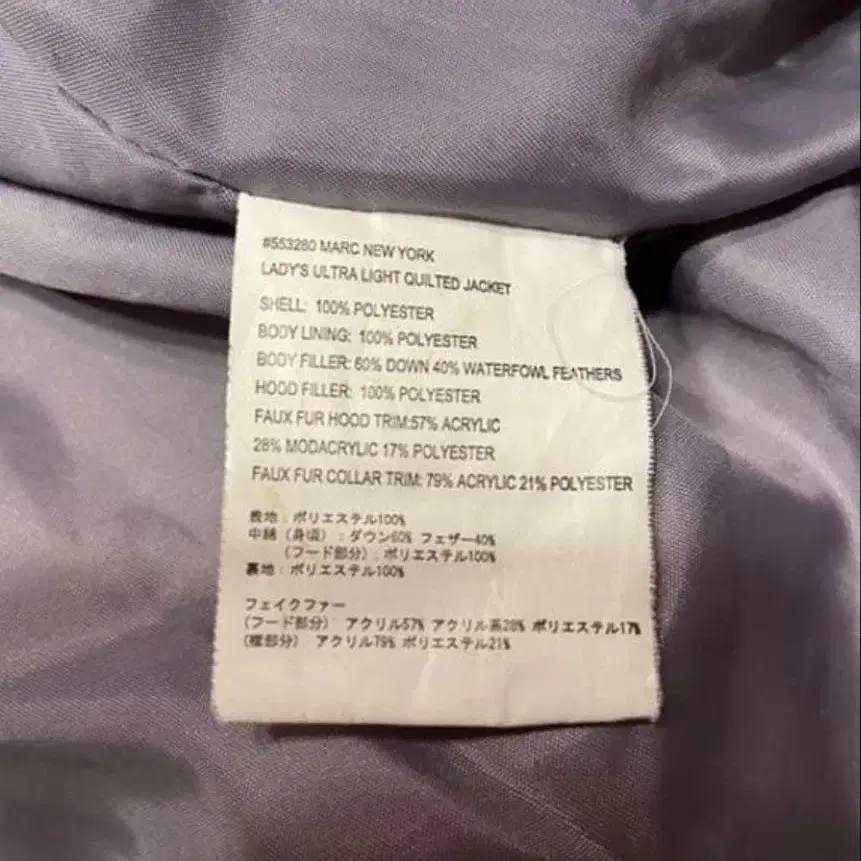 #553280 MARC NEW YORK
LADY'S ULTRA LIGHT QUILTED JACKET
SHELL: 100% POLYESTER
BODY LINING: 100% POLYESTER
BODY FILLER: 60% DOWN 40% WATERFOWL FEATHERS
HOOD FILLER: 100% POLYESTER
FAUX FUR HOOD TRIM:57% ACRYLIC
28% MODACRYLIC 17% POLYESTER
FAUX FUR COLLAR TRIM: 79% ACRYLIC 21% POLYESTER
表地：ポリエステル100%
中綿（身頃）：ダウン60% フェザー40%
（フード部分）：ポリエステル100%
裏地：ポリエステル100%
フェイクファー
(フード部分） アクリル57% アクリル系28% ポリエステル17%
(襟部分） アクリル79% ポリエステル21%